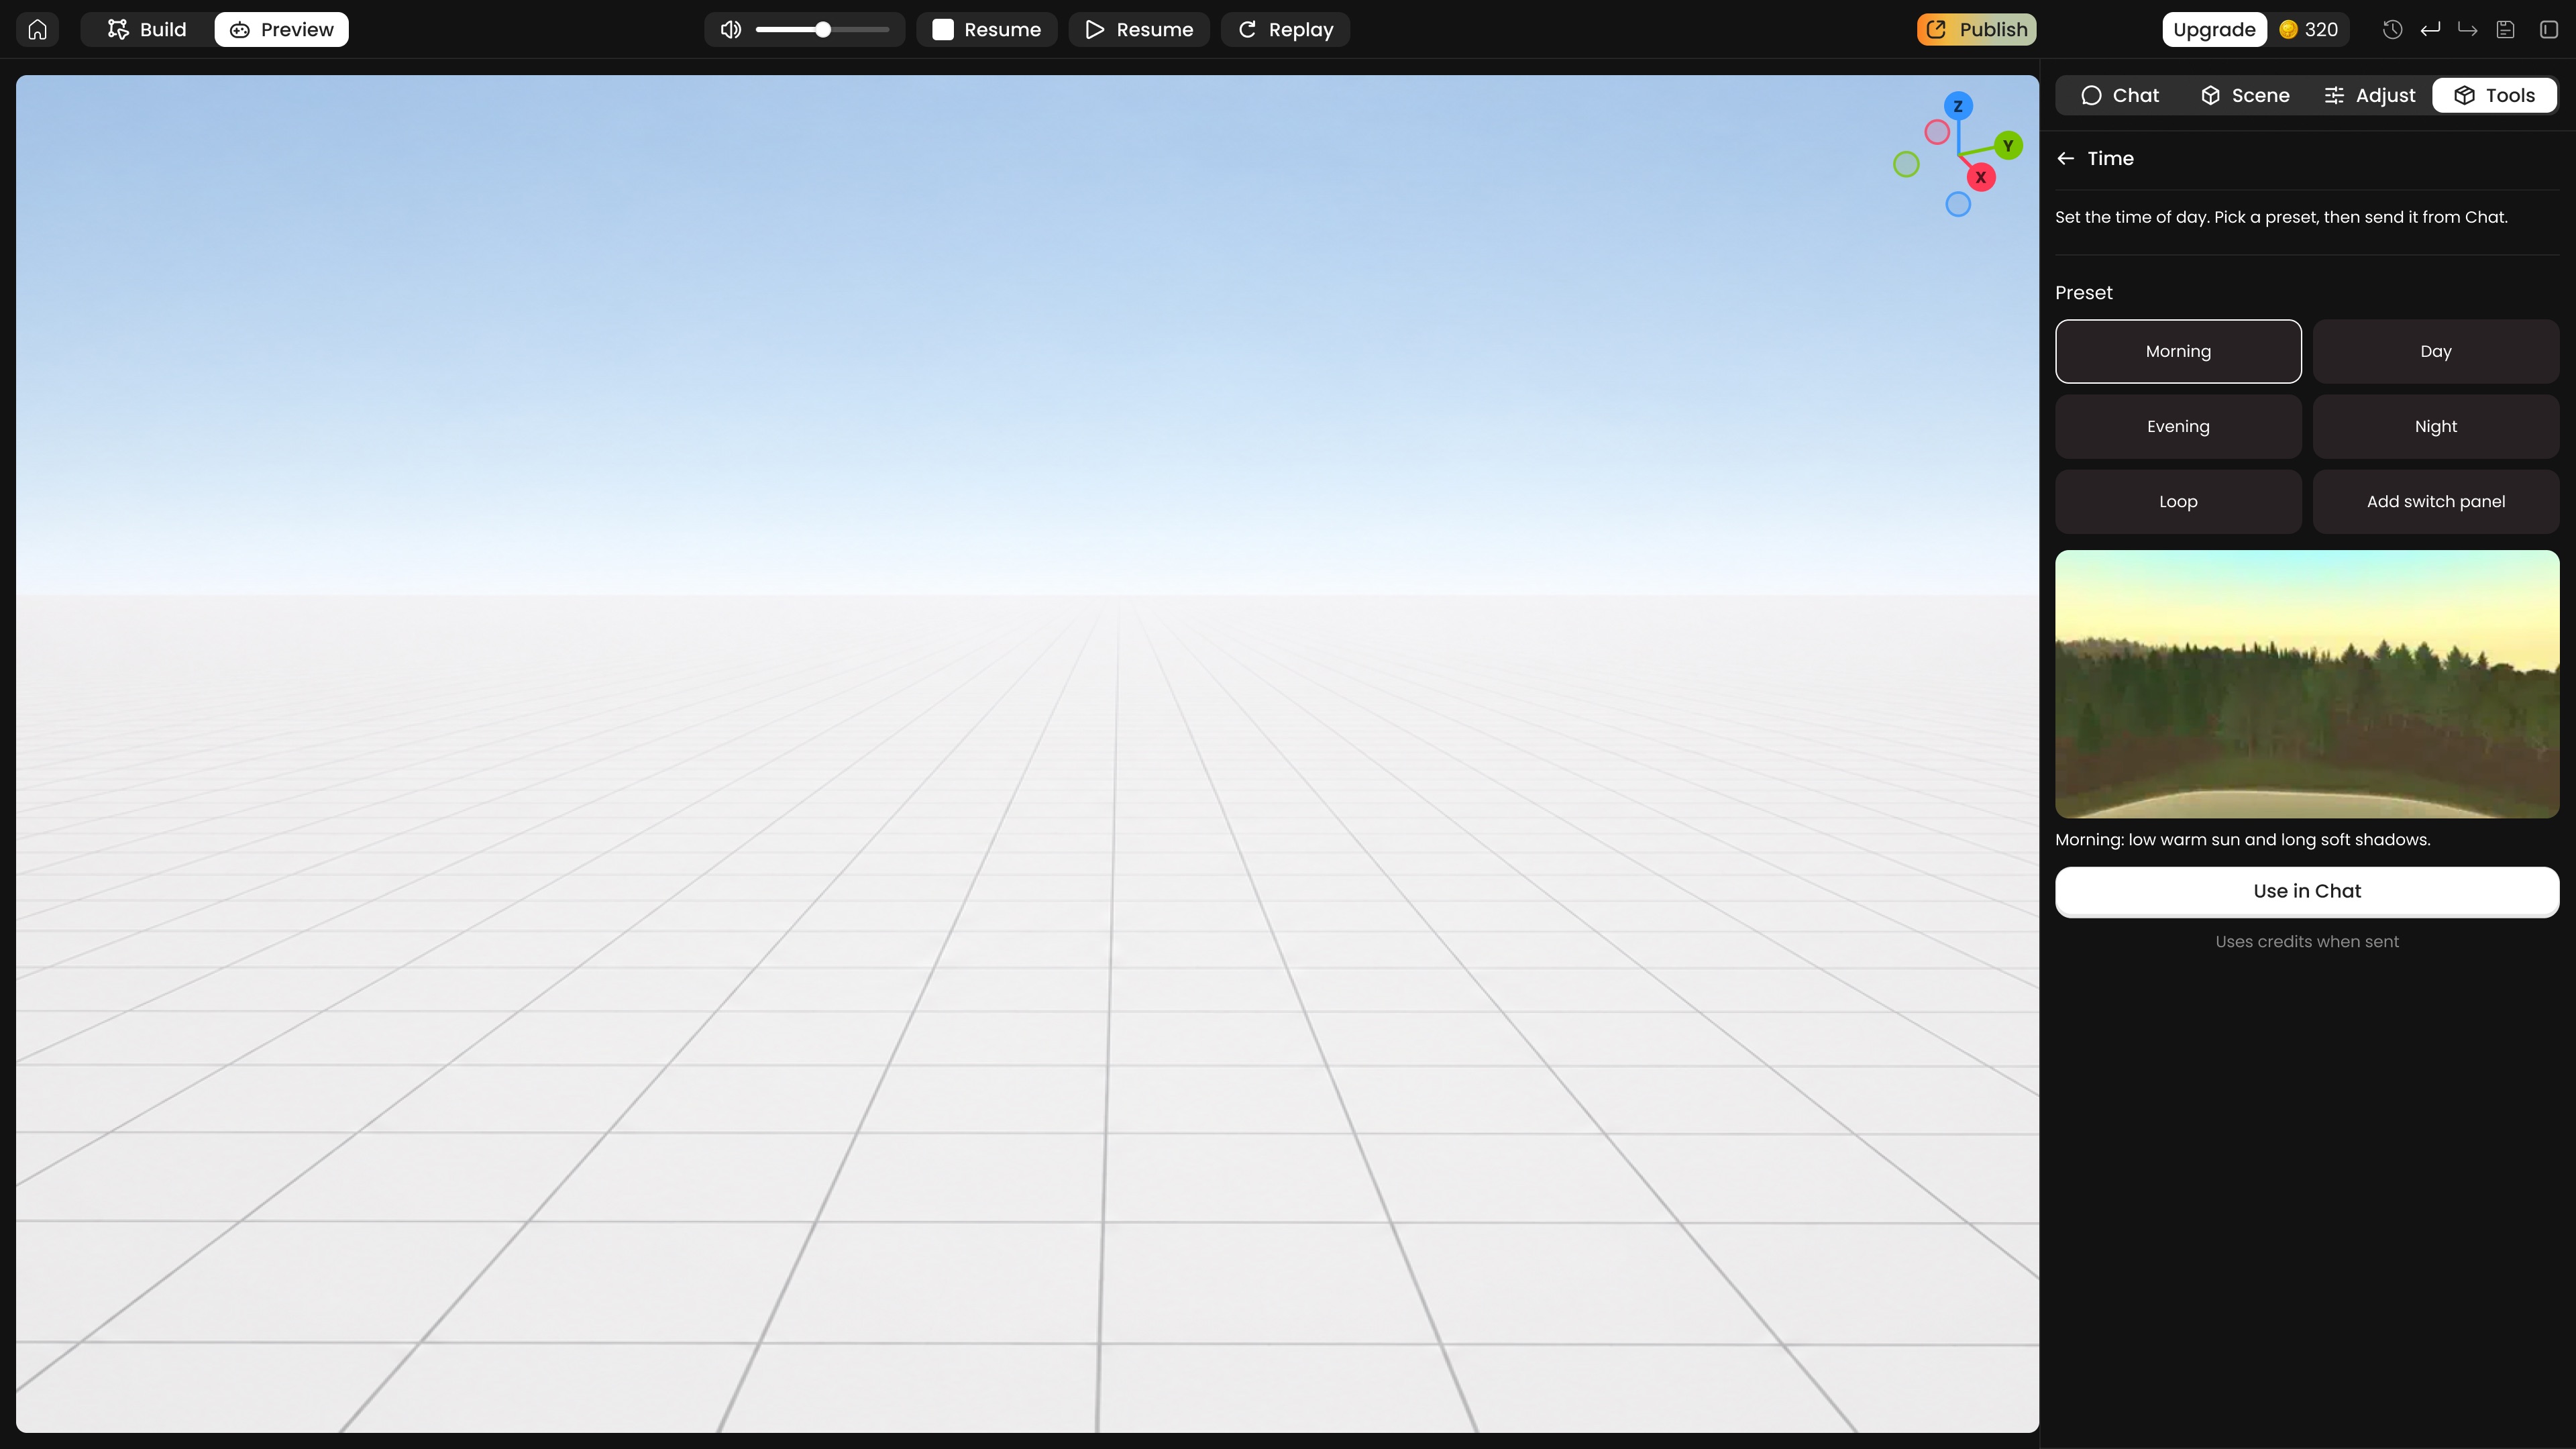 Build
Preview
Resume
Resume
Replay
Publish
Upgrade
320
Chat
Scene
Adjust
Tools
Z
Y
X
Time
Set the time of day. Pick a preset, then send it from Chat.
Preset
Morning
Day
Evening
Night
Loop
Add switch panel
Morning: low warm sun and long soft shadows.
Use in Chat
Uses credits when sent